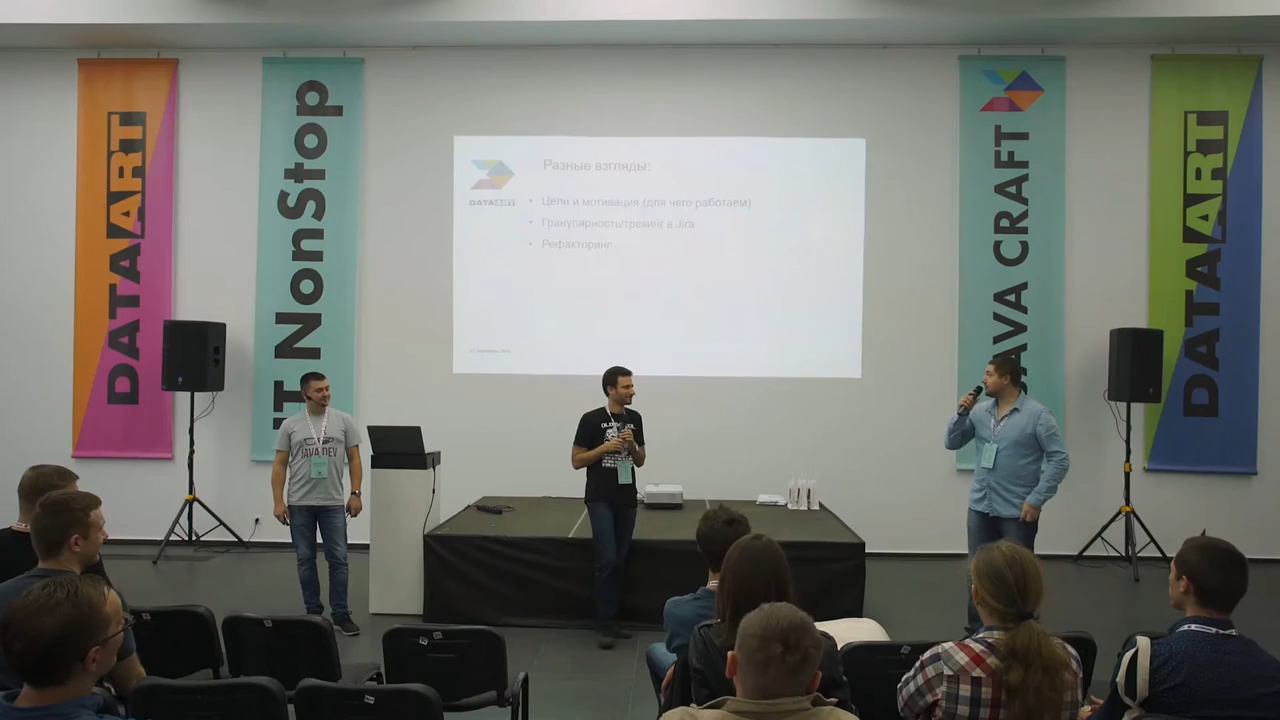 DATAART
IT NonStop
JAVA CRAFT
DATAART
DATAART
Разные взгляды:
• Цели и мотивация (для чего работаем)
• Гранулярность/трекинг в Jira
• Рефакторинг
JAVA DEV